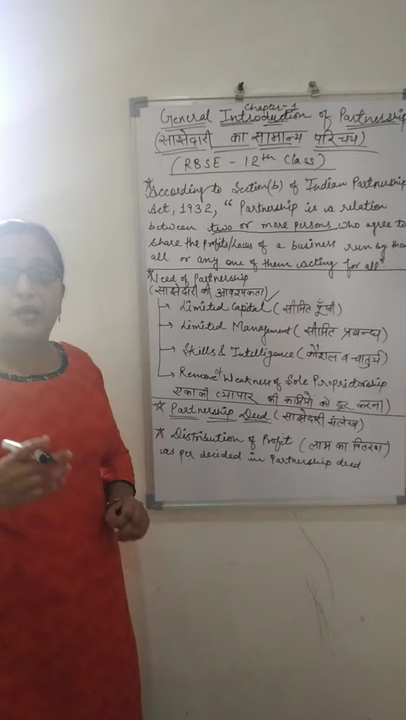 Chapter-1
General Introduction of Partnership
(साझेदारी का सामान्य परिचय)
(RBSE - 12th Class)
* According to Section(b) of Indian Partnership
Act, 1932, "Partnership is a relation
between two or more persons who agree to
share the profits/losses of a business run by them
all or any one of them acting for all"
* Need of Partnership
(साझेदारी की आवश्यकता)
→ Limited Capital (सीमित पूँजी)
→ Limited Management (सीमित प्रबन्ध)
→ Skills & Intelligence (कौशल व चातुर्य)
→ Remove Weakness of Sole Proprietorship
एकाकी व्यापार की कमियों को दूर करना)
* Partnership Deed (साझेदारी संलेख)
* Distribution of Profit (लाभ का वितरण)
as per decided in Partnership deed